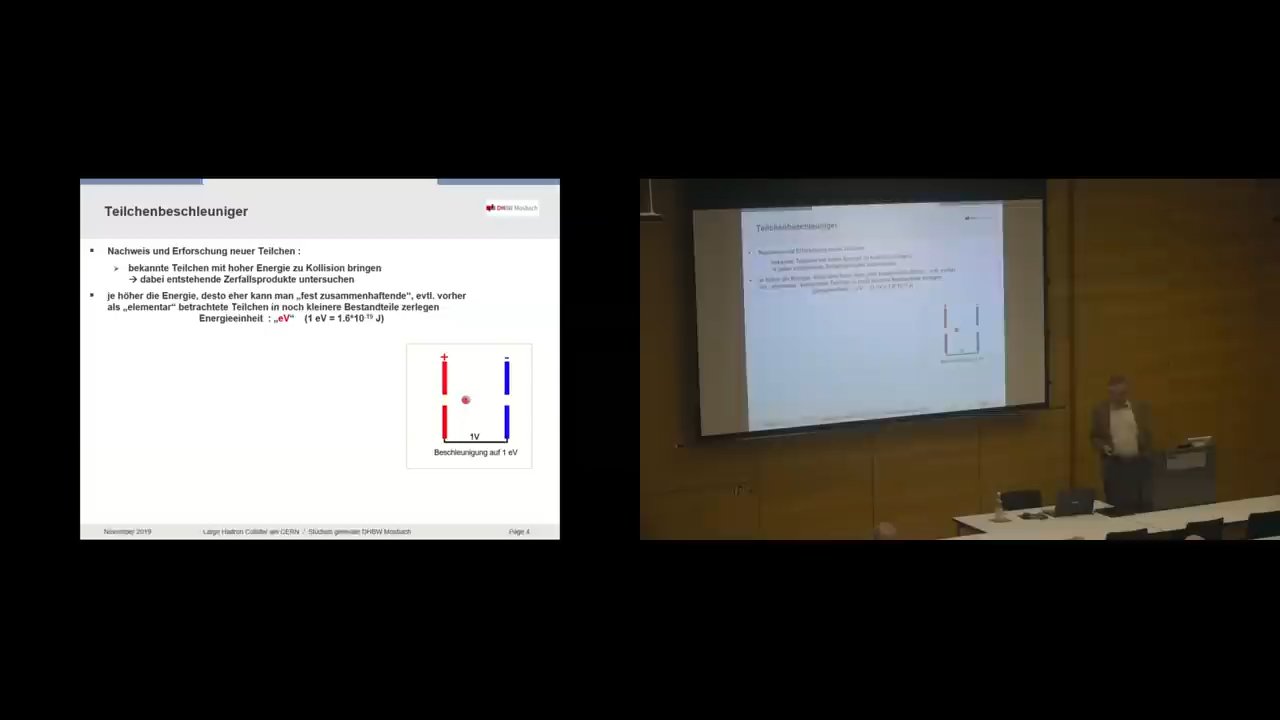 Teilchenbeschleuniger
DHBW Mosbach
▪ Nachweis und Erforschung neuer Teilchen :
➢ bekannte Teilchen mit hoher Energie zu Kollision bringen
→ dabei entstehende Zerfallsprodukte untersuchen
▪ je höher die Energie, desto eher kann man „fest zusammenhaftende“, evtl. vorher
als „elementar“ betrachtete Teilchen in noch kleinere Bestandteile zerlegen
Energieeinheit : „eV“ (1 eV = 1.6*10⁻¹⁹ J)
+ -
1V
Beschleunigung auf 1 eV
November 2019 Large Hadron Collider am CERN / Studium generale DHBW Mosbach Page 4
Teilchenbeschleuniger